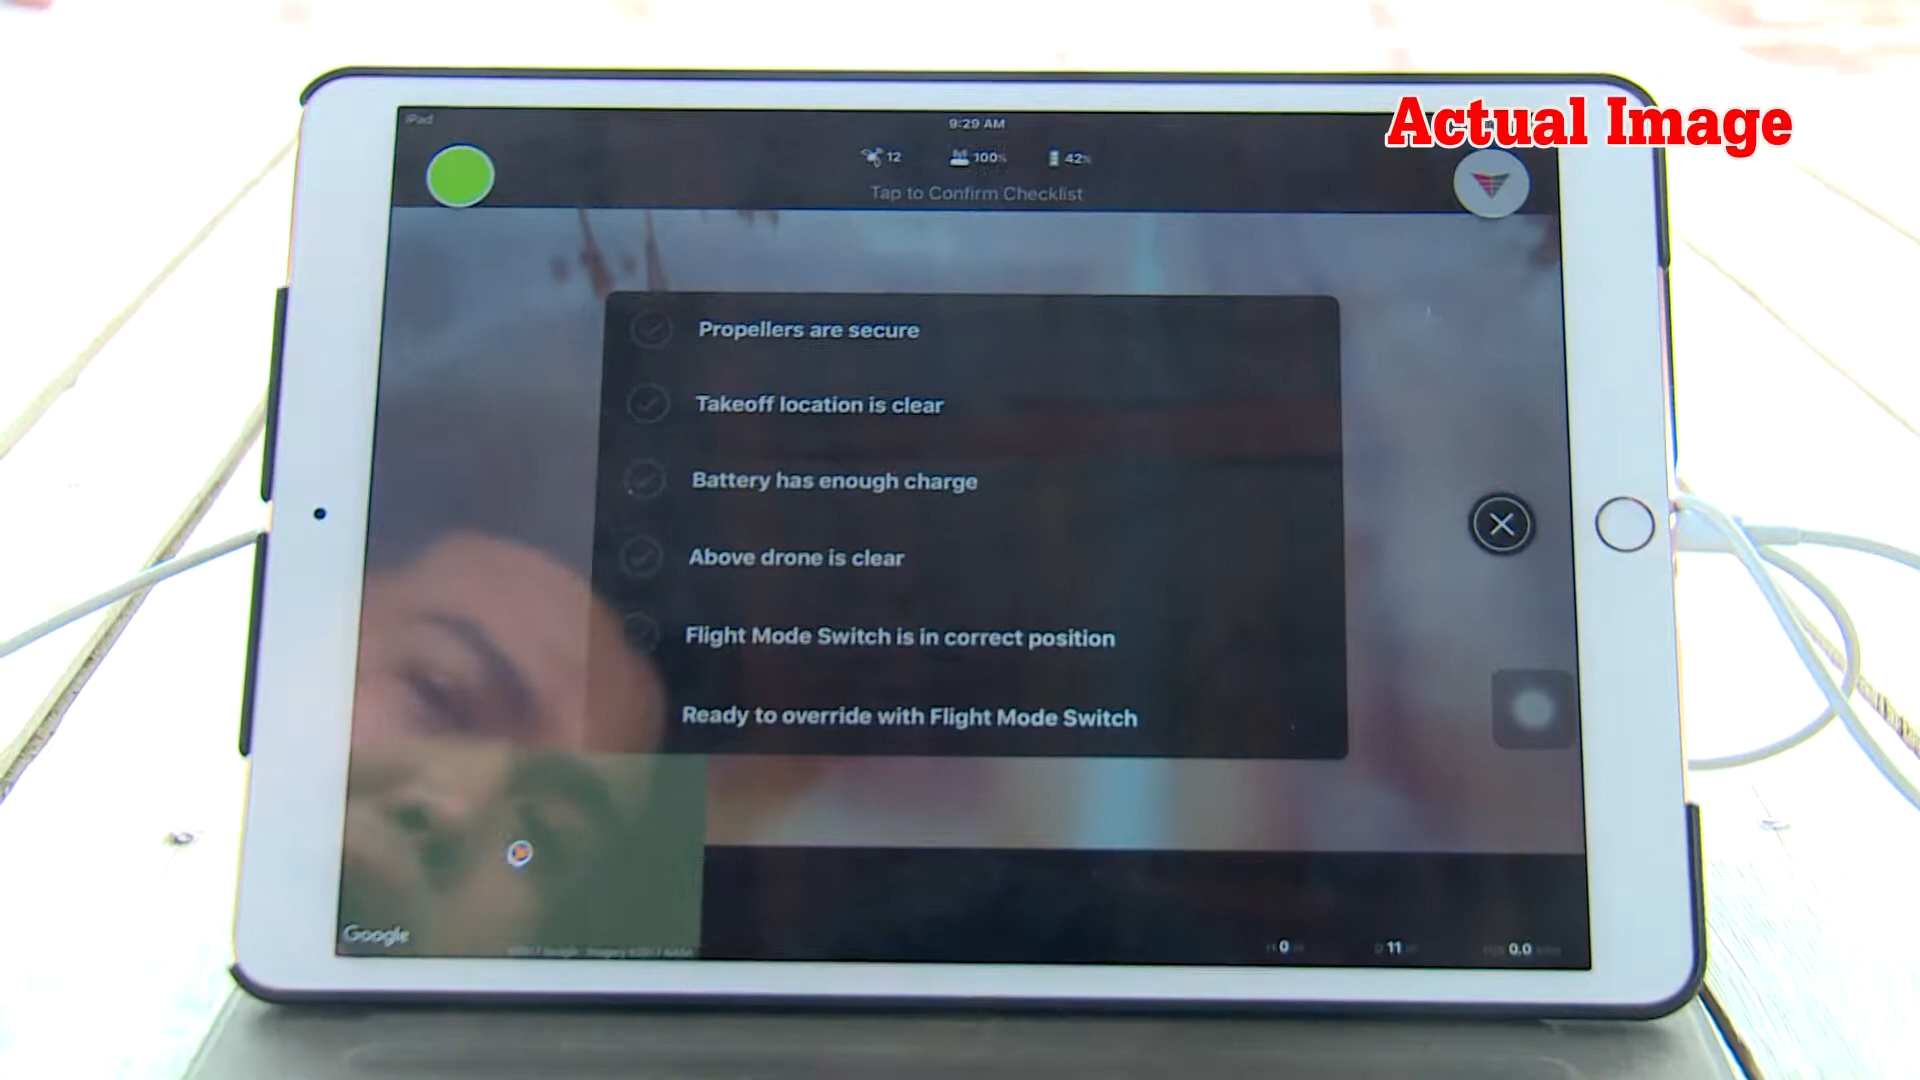 Actual Image
iPad
9:29 AM
12 100% 42%
Tap to Confirm Checklist
Propellers are secure
Takeoff location is clear
Battery has enough charge
Above drone is clear
Flight Mode Switch is in correct position
Ready to override with Flight Mode Switch
Google
0
11
0.0